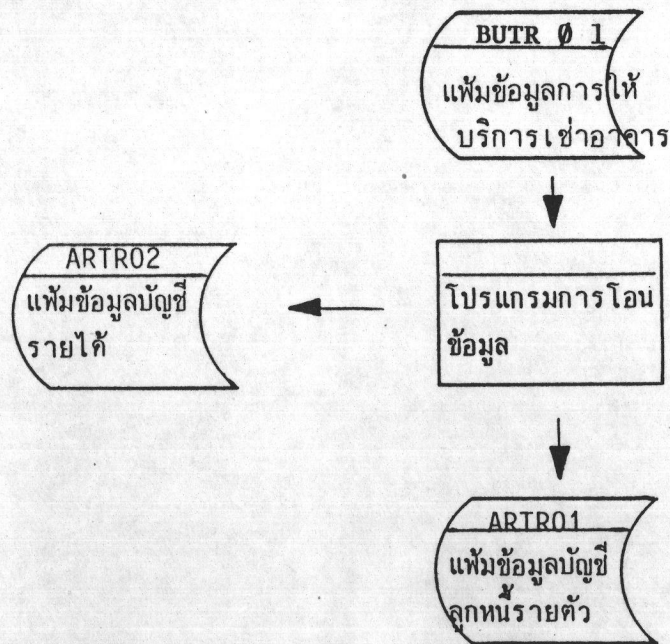 BUTR Ø 1
แฟ้มข้อมูลการให้
บริการเช่าอาคาร
ARTR02
แฟ้มข้อมูลบัญชี
รายได้
โปรแกรมการโอน
ข้อมูล
ARTR01
แฟ้มข้อมูลบัญชี
ลูกหนี้รายตัว